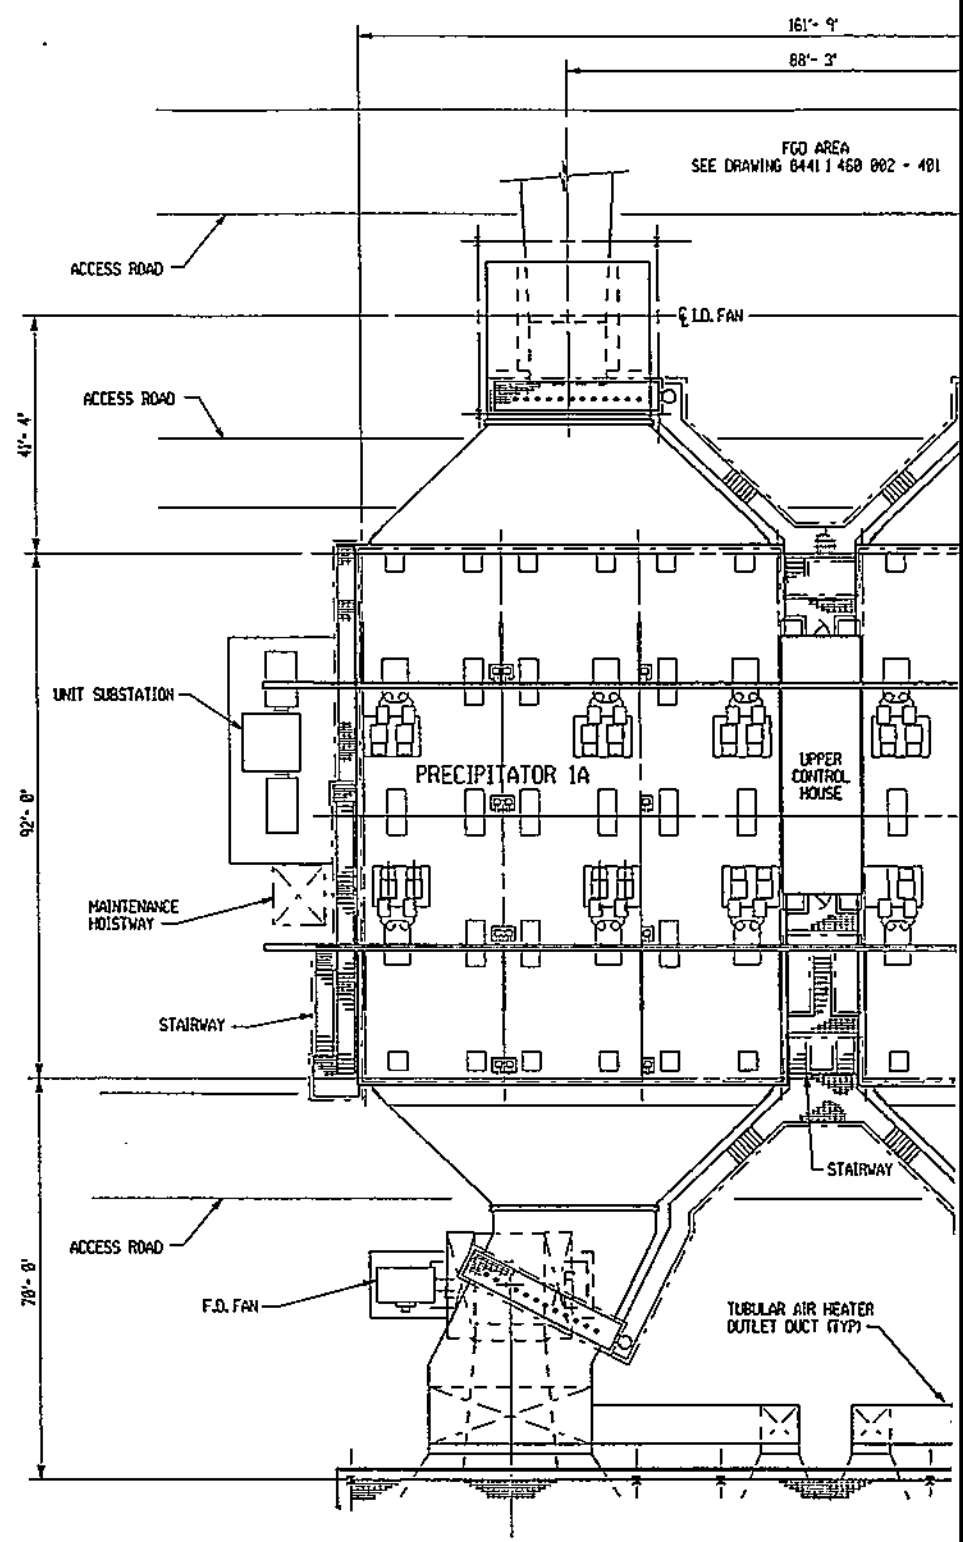 161'- 9"
88'- 3"
FGD AREA
SEE DRAWING 8441 1 460 002 - 401
ACCESS ROAD
℄ I.D. FAN
ACCESS ROAD
41'- 4"
UNIT SUBSTATION
PRECIPITATOR 1A
UPPER
CONTROL
HOUSE
92'- 0"
MAINTENANCE
HOISTWAY
STAIRWAY
STAIRWAY
ACCESS ROAD
70'- 0"
F.D. FAN
TUBULAR AIR HEATER
OUTLET DUCT (TYP)